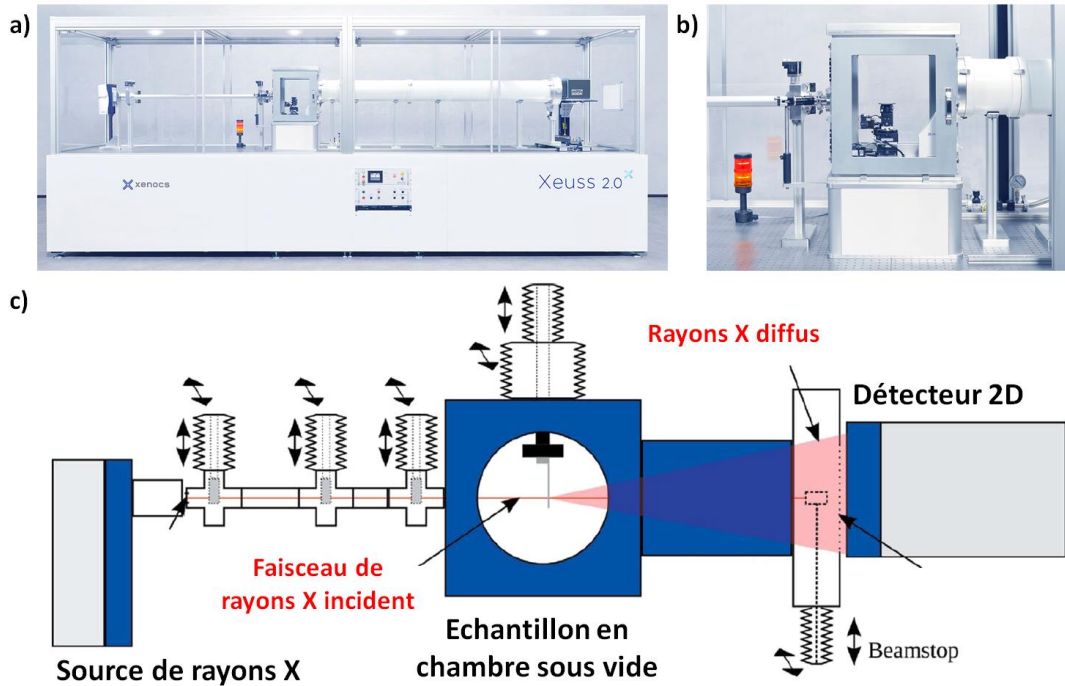 a)
b)
xenocs
Xeuss 2.0
c)
Rayons X diffus
Détecteur 2D
Faisceau de
rayons X incident
Echantillon en
chambre sous vide
Source de rayons X
Beamstop